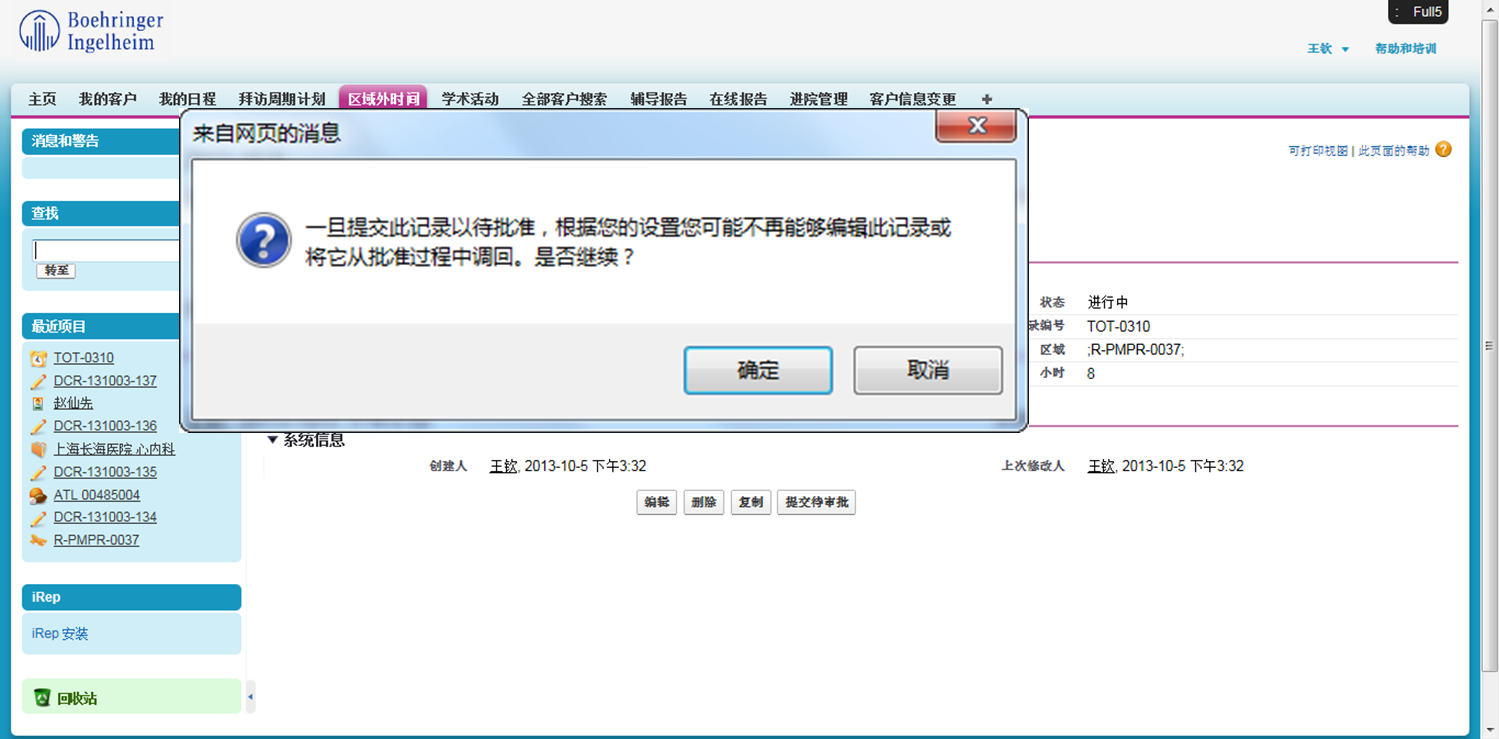 Boehringer
Ingelheim
: Full5
王钦 帮助和培训
主页 我的客户 我的日程 拜访周期计划 区域外时间 学术活动 全部客户搜索 辅导报告 在线报告 进院管理 客户信息变更 +
消息和警告
查找
转至
最近项目
TOT-0310
DCR-131003-137
赵仙先
DCR-131003-136
上海长海医院 心内科
DCR-131003-135
ATL 00485004
DCR-131003-134
R-PMPR-0037
iRep
iRep 安装
回收站
来自网页的消息
一旦提交此记录以待批准，根据您的设置您可能不再能够编辑此记录或
将它从批准过程中调回。是否继续？
确定 取消
可打印视图 | 此页面的帮助 ?
状态 进行中
录编号 TOT-0310
区域 ;R-PMPR-0037;
小时 8
系统信息
创建人 王钦, 2013-10-5 下午3:32 上次修改人 王钦, 2013-10-5 下午3:32
编辑 删除 复制 提交待审批